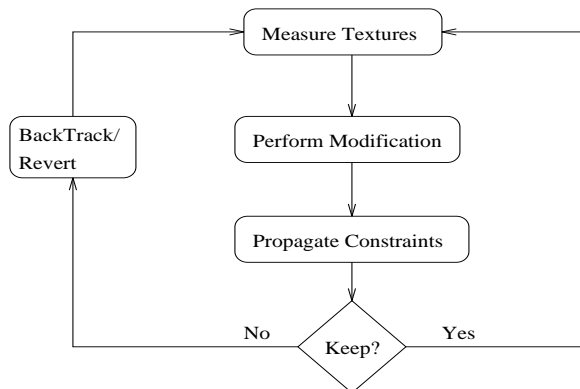 Measure Textures
BackTrack/
Revert
Perform Modification
Propagate Constraints
No
Keep?
Yes